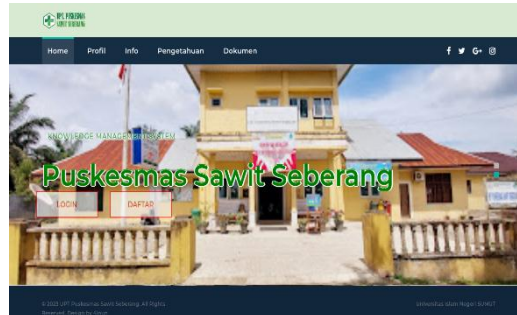 UPT. PUSKESMAS
SAWIT SEBERANG
Home Profil Info Pengetahuan Dokumen
KNOWLEDGE MANAGEMENT SYSTEM
Puskesmas Sawit Seberang
LOGIN DAFTAR
© 2023 UPT Puskesmas Sawit Seberang. All Rights
Reserved. Design by
Universitas Islam Negeri SUMUT